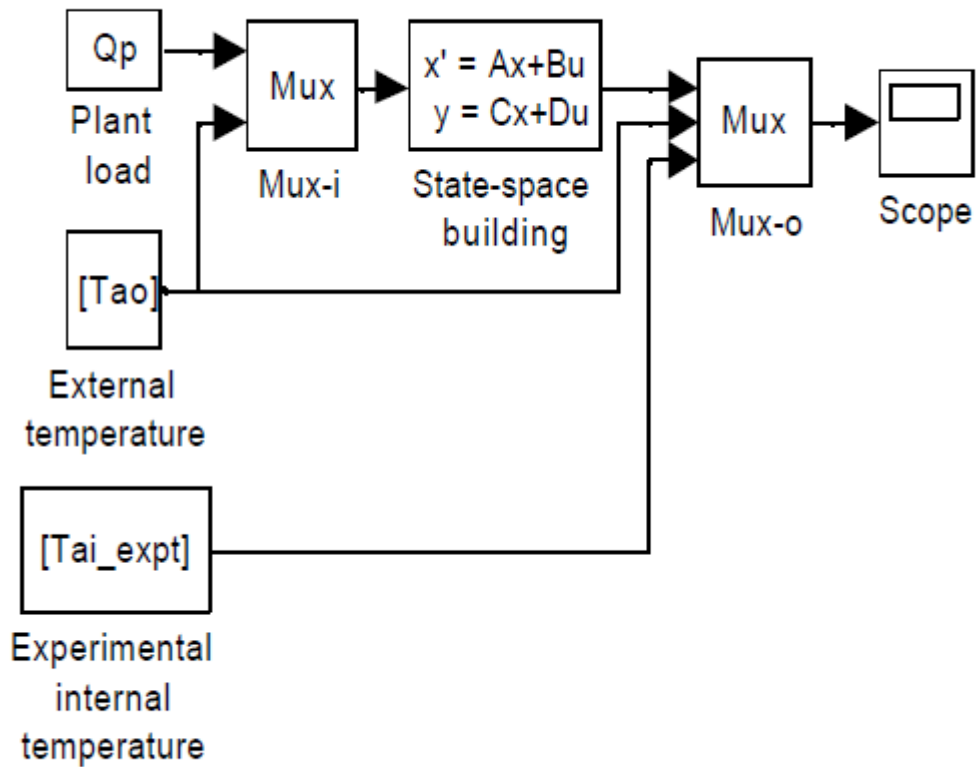 Qp
Plant
load
Mux
Mux-i
x' = Ax+Bu
y = Cx+Du
State-space
building
Mux
Mux-o
Scope
[Tao]
External
temperature
[Tai_expt]
Experimental
internal
temperature